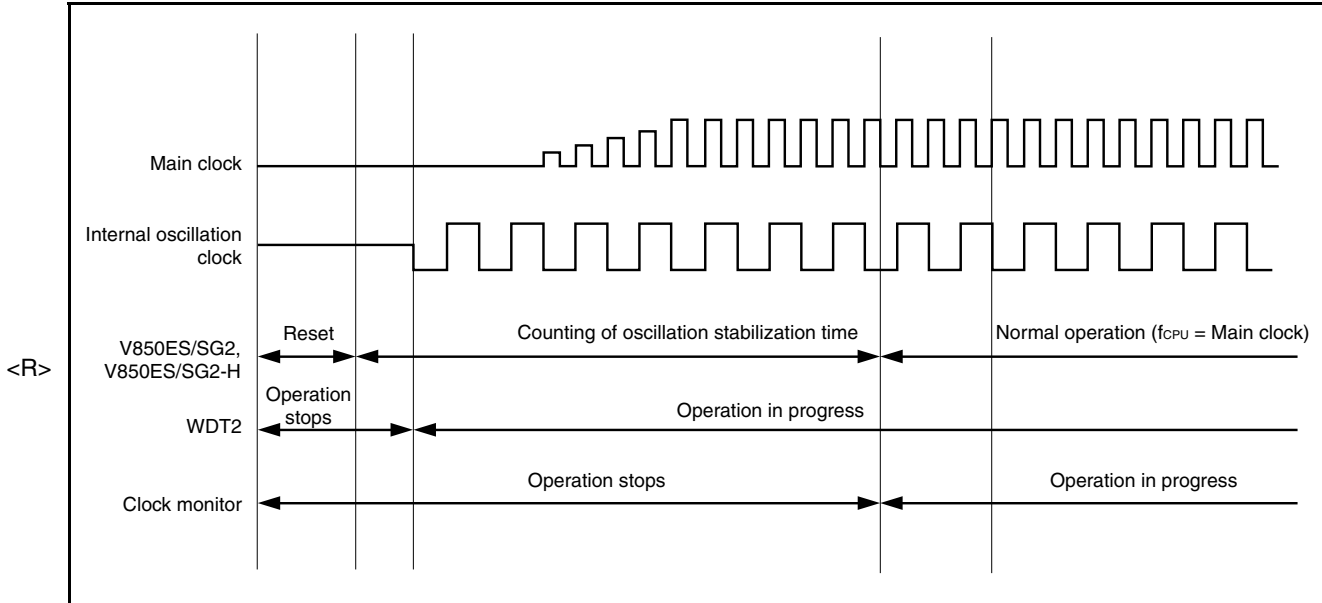 Main clock
Internal oscillation
clock
Reset
Counting of oscillation stabilization time
Normal operation (fCPU = Main clock)
V850ES/SG2,
V850ES/SG2-H
<R>
Operation
stops
Operation in progress
WDT2
Operation stops
Operation in progress
Clock monitor